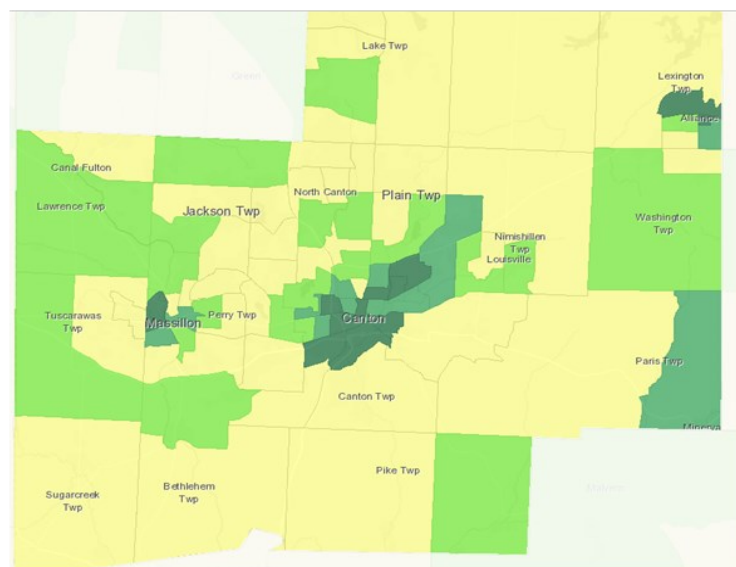 Lake Twp
Green
Lexington
Twp
Alliance
Canal Fulton
North Canton
Plain Twp
Lawrence Twp
Jackson Twp
Washington
Twp
Nimishillen
Twp
Louisville
Tuscarawas
Twp
Massillon
Perry Twp
Canton
Paris Twp
Canton Twp
Minerva
Pike Twp
Bethlehem
Twp
Sugarcreek
Twp